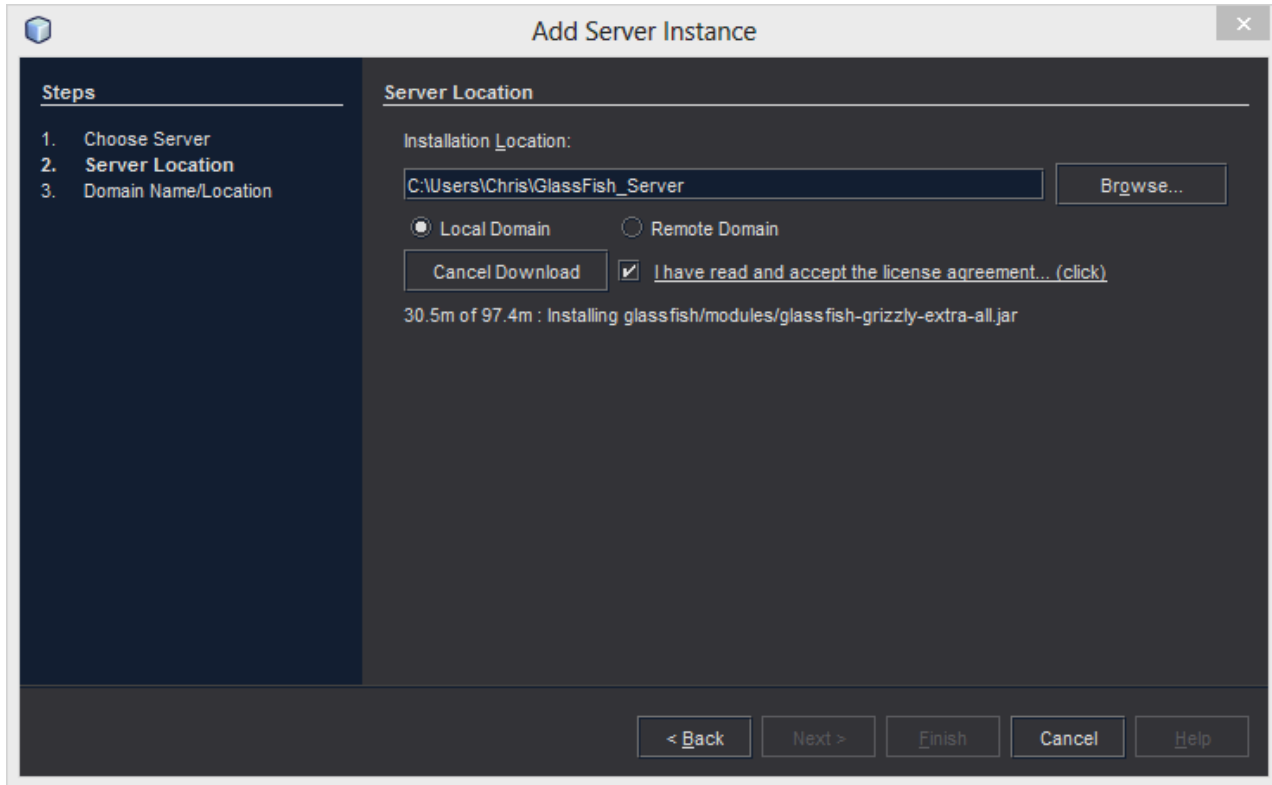 Add Server Instance
Steps
1. Choose Server
2. Server Location
3. Domain Name/Location
Server Location
Installation Location:
C:\Users\Chris\GlassFish_Server
Browse...
Local Domain
Remote Domain
Cancel Download
I have read and accept the license agreement... (click)
30.5m of 97.4m : Installing glassfish/modules/glassfish-grizzly-extra-all.jar
< Back
Next >
Finish
Cancel
Help